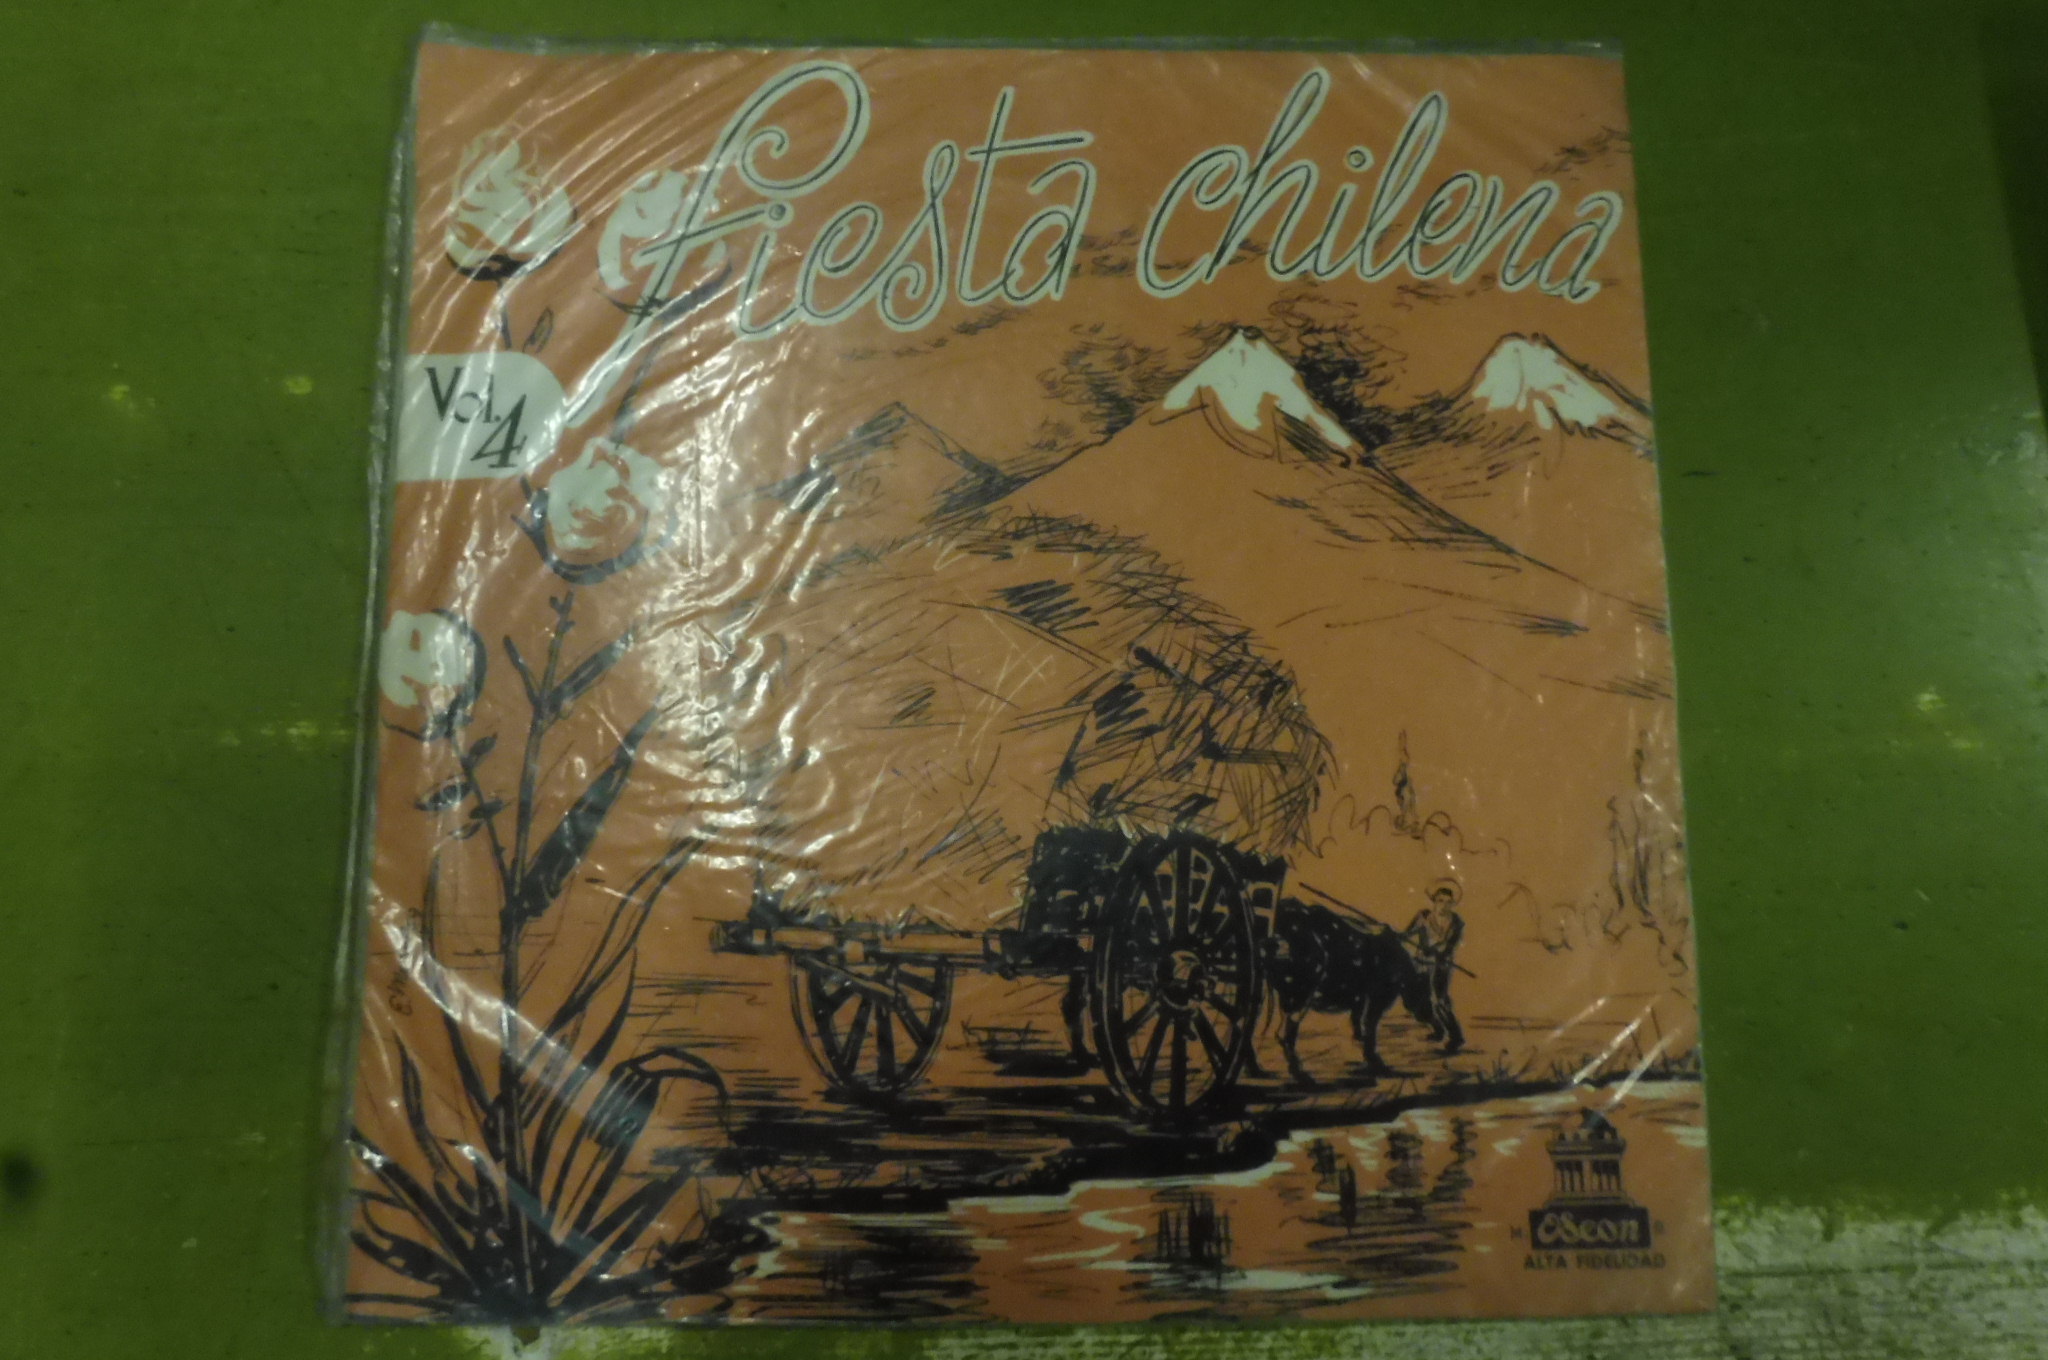 Fiesta chilena
Vol. 4
Odeon
ALTA FIDELIDAD